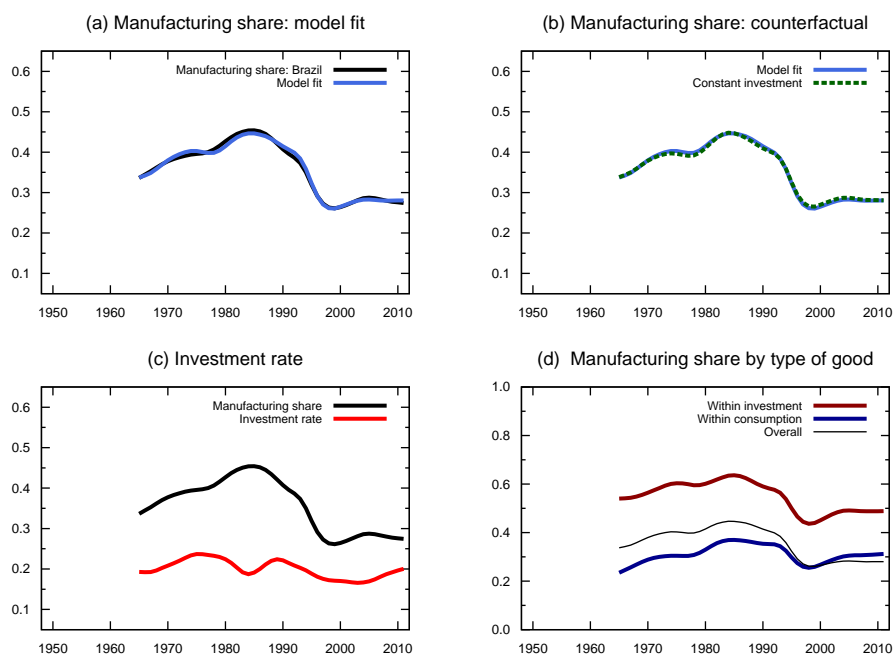 (a) Manufacturing share: model fit
0.6
0.5
0.4
0.3
0.2
0.1
Manufacturing share: Brazil
Model fit
1950 1960 1970 1980 1990 2000 2010
(b) Manufacturing share: counterfactual
0.6
0.5
0.4
0.3
0.2
0.1
Model fit
Constant investment
1950 1960 1970 1980 1990 2000 2010
(c) Investment rate
0.6
0.5
0.4
0.3
0.2
0.1
Manufacturing share
Investment rate
1950 1960 1970 1980 1990 2000 2010
(d) Manufacturing share by type of good
1.0
0.8
0.6
0.4
0.2
0.0
Within investment
Within consumption
Overall
1950 1960 1970 1980 1990 2000 2010